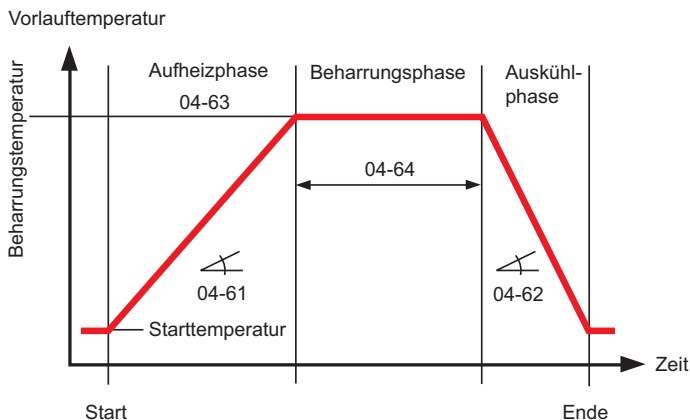 Vorlauftemperatur
Beharrungstemperatur
Aufheizphase
Beharrungsphase
Auskühl-
phase
04-63
04-64
04-61
04-62
Starttemperatur
Zeit
Start
Ende